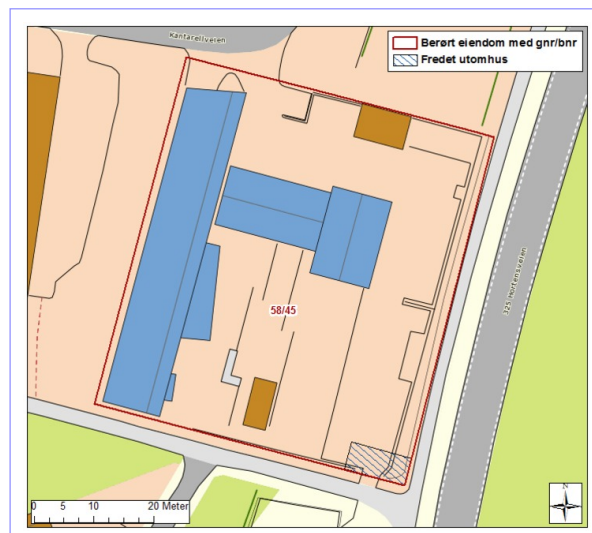 Kantarellveien
Berørt eiendom med gnr/bnr
Fredet utomhus
325 Hortensveien
58/45
0 5 10 20 Meter
N